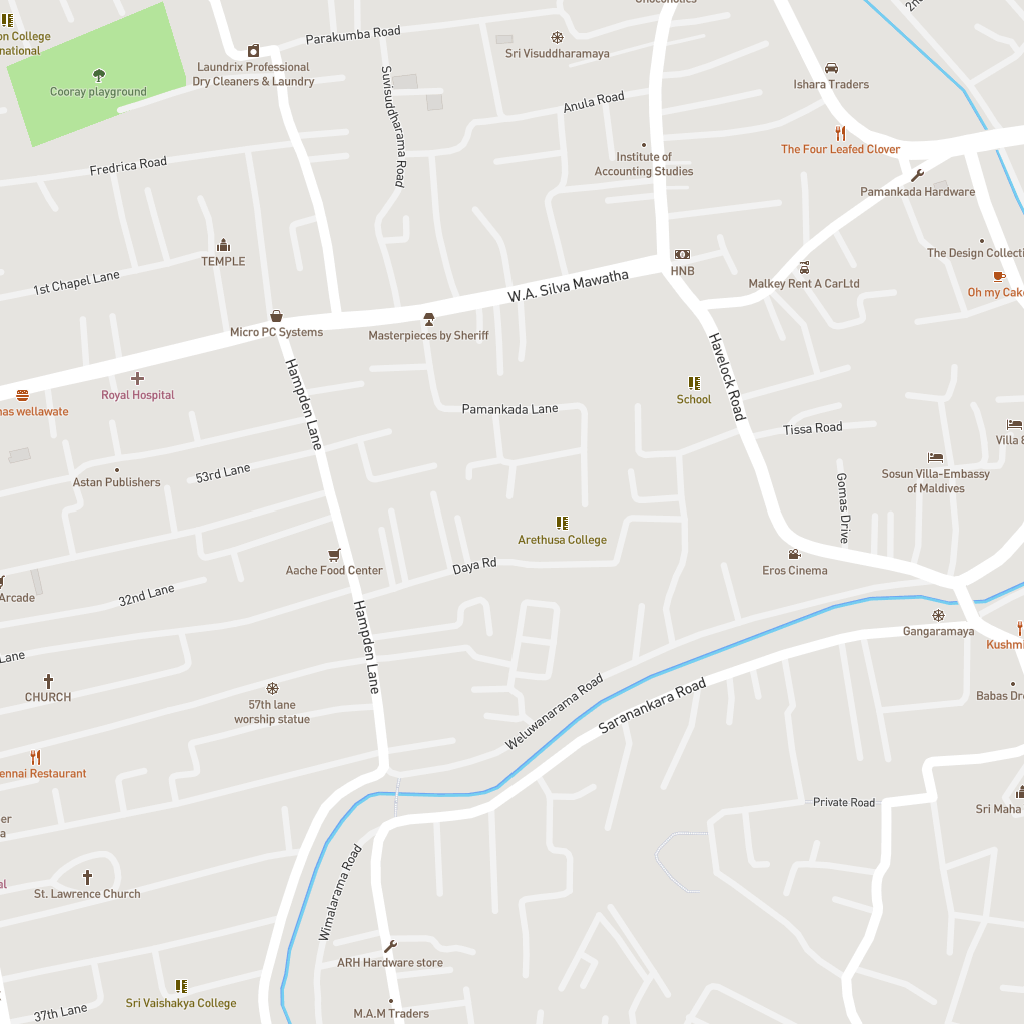 Parakumba Road
Sri Visuddharamaya
College
Laundrix Professional
Dry Cleaners & Laundry
Cooray playground
Suvisuddharama Road
Anula Road
Ishara Traders
The Four Leafed Clover
Institute of
Accounting Studies
Fredrica Road
Pamankada Hardware
TEMPLE
The Design
HNB
1st Chapel Lane
W.A. Silva Mawatha
Malkey Rent A CarLtd
Oh my
Micro PC Systems
Masterpieces by Sheriff
Hampden Lane
Havelock Road
Royal Hospital
School
wellawate
Pamankada Lane
Tissa Road
Villa
53rd Lane
Astan Publishers
Sosun Villa-Embassy
of Maldives
Gomas Drive
Arethusa College
Aache Food Center
Daya Rd
Eros Cinema
Arcade
32nd Lane
Hampden Lane
Gangaramaya
Lane
CHURCH
57th lane
worship statue
Weluwanarama Road
Saranankara Road
Babas
Restaurant
Private Road
Sri Maha
St. Lawrence Church
Wimalarama Road
ARH Hardware store
Sri Vaishakya College
37th Lane
M.A.M Traders